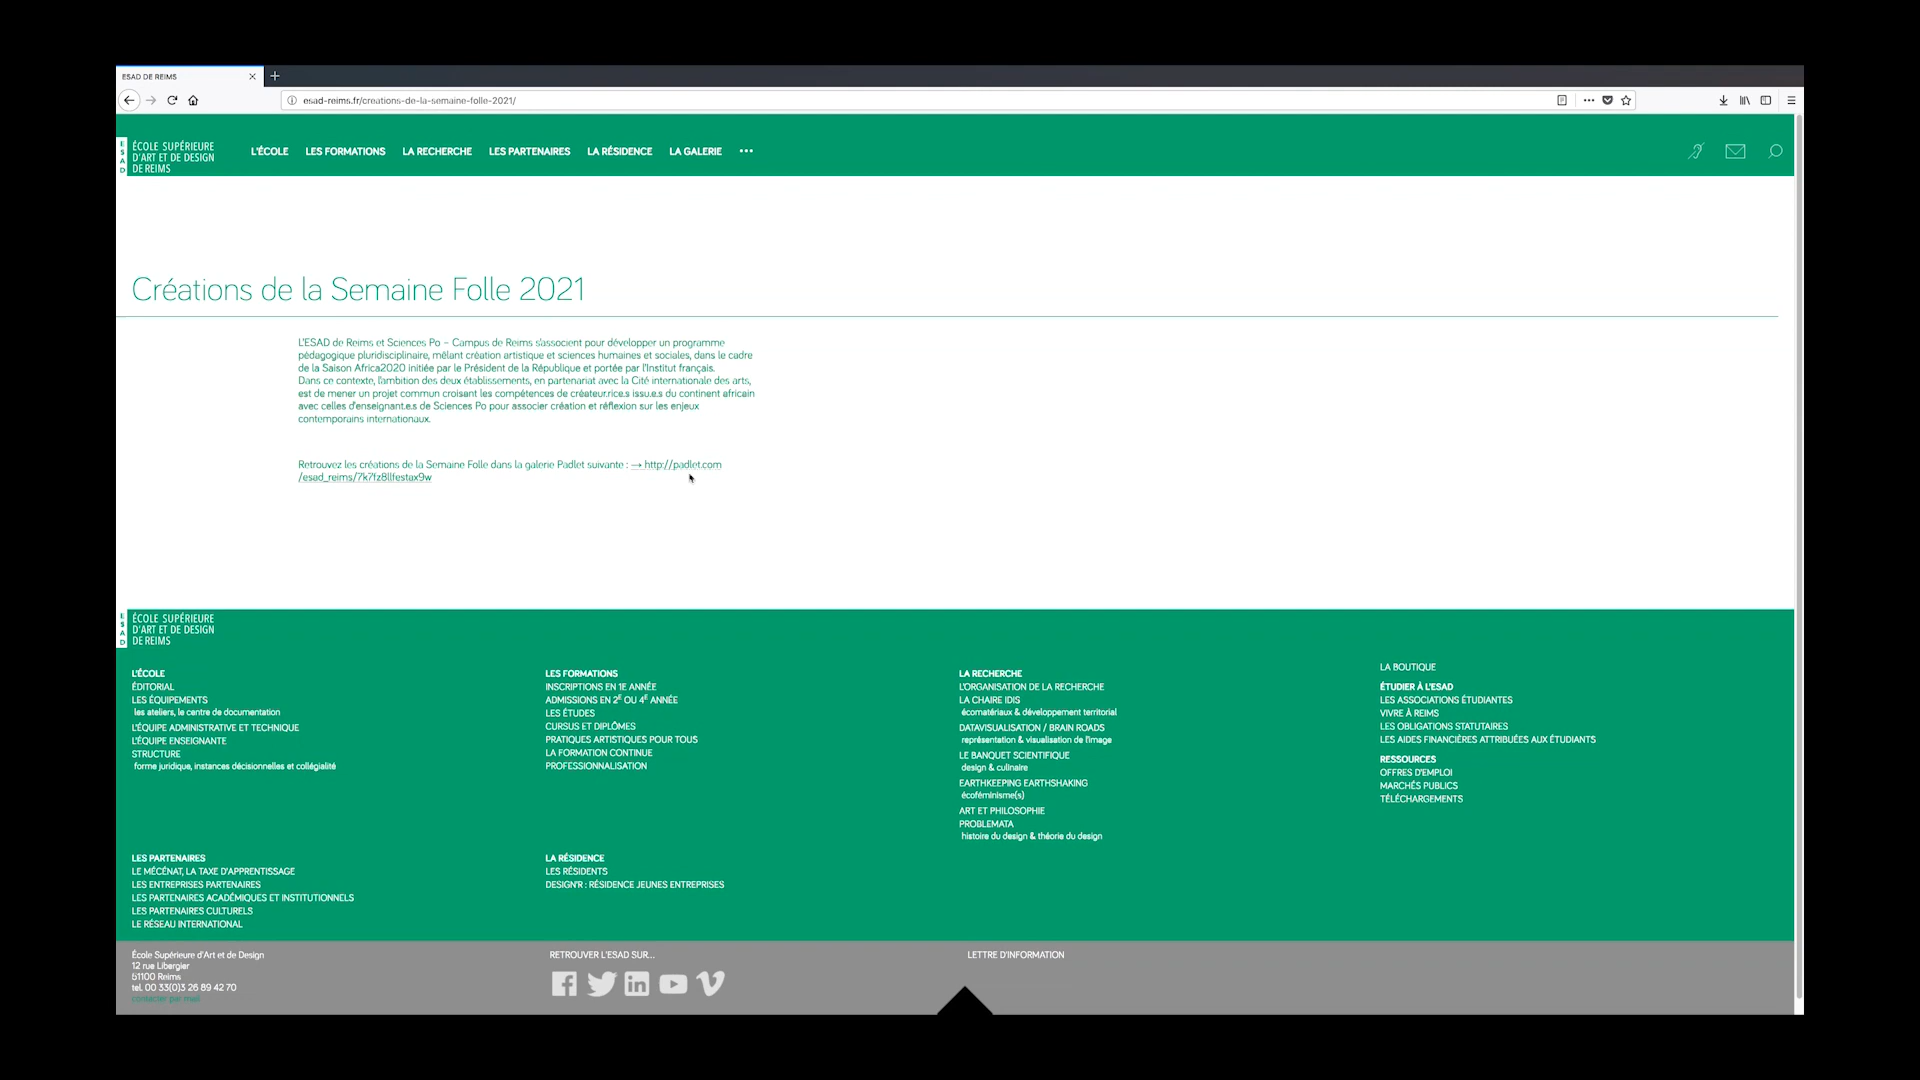 ESAD DE REIMS
esad-reims.fr/creations-de-la-semaine-folle-2021/
E
S
A
D
ÉCOLE SUPÉRIEURE
D'ART ET DE DESIGN
DE REIMS
L'ÉCOLE LES FORMATIONS LA RECHERCHE LES PARTENAIRES LA RÉSIDENCE LA GALERIE •••
Créations de la Semaine Folle 2021
L'ESAD de Reims et Sciences Po – Campus de Reims s'associent pour développer un programme
pédagogique pluridisciplinaire, mêlant création artistique et sciences humaines et sociales, dans le cadre
de la Saison Africa2020 initiée par le Président de la République et portée par l'Institut français.
Dans ce contexte, l'ambition des deux établissements, en partenariat avec la Cité internationale des arts,
est de mener un projet commun croisant les compétences de créateur.rice.s issu.e.s du continent africain
avec celles d'enseignant.e.s de Sciences Po pour associer création et réflexion sur les enjeux
contemporains internationaux.
Retrouvez les créations de la Semaine Folle dans la galerie Padlet suivante : → http://padlet.com
/esad_reims/7k7fz8llfestax9w
E
S
A
D
ÉCOLE SUPÉRIEURE
D'ART ET DE DESIGN
DE REIMS
L'ÉCOLE
ÉDITORIAL
LES ÉQUIPEMENTS
les ateliers, le centre de documentation
L'ÉQUIPE ADMINISTRATIVE ET TECHNIQUE
L'ÉQUIPE ENSEIGNANTE
STRUCTURE
forme juridique, instances décisionnelles et collégialité
LES FORMATIONS
INSCRIPTIONS EN 1E ANNÉE
ADMISSIONS EN 2E OU 4E ANNÉE
LES ÉTUDES
CURSUS ET DIPLÔMES
PRATIQUES ARTISTIQUES POUR TOUS
LA FORMATION CONTINUE
PROFESSIONNALISATION
LA RECHERCHE
L'ORGANISATION DE LA RECHERCHE
LA CHAIRE IDIS
écomatériaux & développement territorial
DATAVISUALISATION / BRAIN ROADS
représentation & visualisation de l'image
LE BANQUET SCIENTIFIQUE
design & culinaire
EARTHKEEPING EARTHSHAKING
écoféminisme(s)
ART ET PHILOSOPHIE
PROBLEMATA
histoire du design & théorie du design
LA BOUTIQUE
ÉTUDIER À L'ESAD
LES ASSOCIATIONS ÉTUDIANTES
VIVRE À REIMS
LES OBLIGATIONS STATUTAIRES
LES AIDES FINANCIÈRES ATTRIBUÉES AUX ÉTUDIANTS
RESSOURCES
OFFRES D'EMPLOI
MARCHÉS PUBLICS
TÉLÉCHARGEMENTS
LES PARTENAIRES
LE MÉCÉNAT, LA TAXE D'APPRENTISSAGE
LES ENTREPRISES PARTENAIRES
LES PARTENAIRES ACADÉMIQUES ET INSTITUTIONNELS
LES PARTENAIRES CULTURELS
LE RÉSEAU INTERNATIONAL
LA RÉSIDENCE
LES RÉSIDENTS
DESIGN'R : RÉSIDENCE JEUNES ENTREPRISES
École Supérieure d'Art et de Design
12 rue Libergier
51100 Reims
tel. 00 33(0)3 26 89 42 70
contacter par mail
RETROUVER L'ESAD SUR...
LETTRE D'INFORMATION